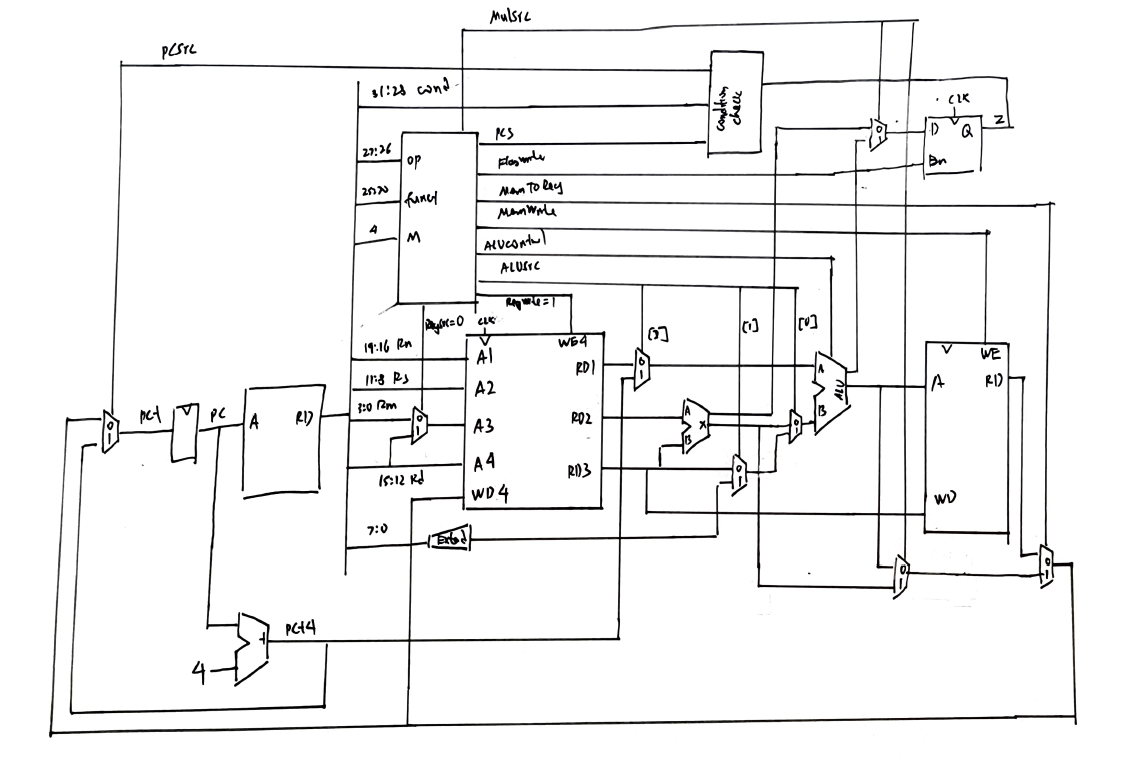 MulSrc
PCSrc
31:28 cond
condition
check
CLK
D Q
En
Z
0
1
PCS
FlagWrite
MemToReg
MemWrite
ALUControl
ALUSrc
RegWrite=1
27:26
op
25:20
funct
4
M
RegSrc=0
CLK
WE4
19:16 Rn
A1
11:8 Rs
A2
3:0 Rm
0
1
A3
A4
15:12 Rd
WD4
RD1
RD2
RD3
[2]
[1]
[0]
0
1
A
B
x
0
1
0
1
A
B
ALU
WE
A
RD
WD
0
1
0
1
PC
A
RD
0
1
7:0
Extend
PC+4
4
+